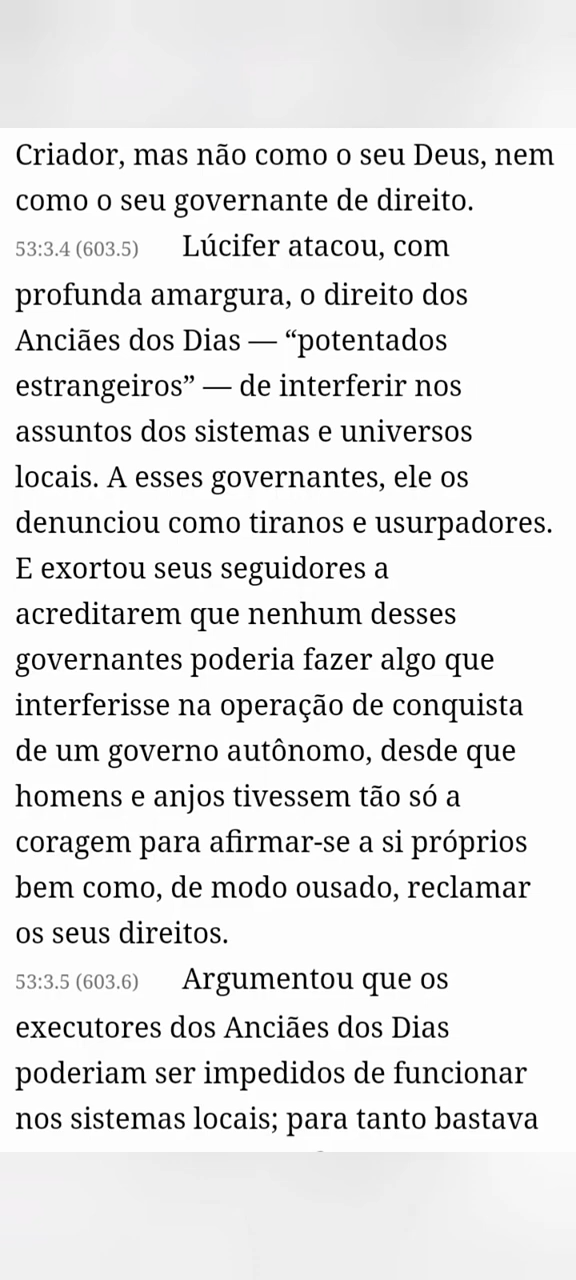 Criador, mas não como o seu Deus, nem
como o seu governante de direito.
53:3.4 (603.5) Lúcifer atacou, com
profunda amargura, o direito dos
Anciães dos Dias — “potentados
estrangeiros” — de interferir nos
assuntos dos sistemas e universos
locais. A esses governantes, ele os
denunciou como tiranos e usurpadores.
E exortou seus seguidores a
acreditarem que nenhum desses
governantes poderia fazer algo que
interferisse na operação de conquista
de um governo autônomo, desde que
homens e anjos tivessem tão só a
coragem para afirmar-se a si próprios
bem como, de modo ousado, reclamar
os seus direitos.
53:3.5 (603.6) Argumentou que os
executores dos Anciães dos Dias
poderiam ser impedidos de funcionar
nos sistemas locais; para tanto bastava